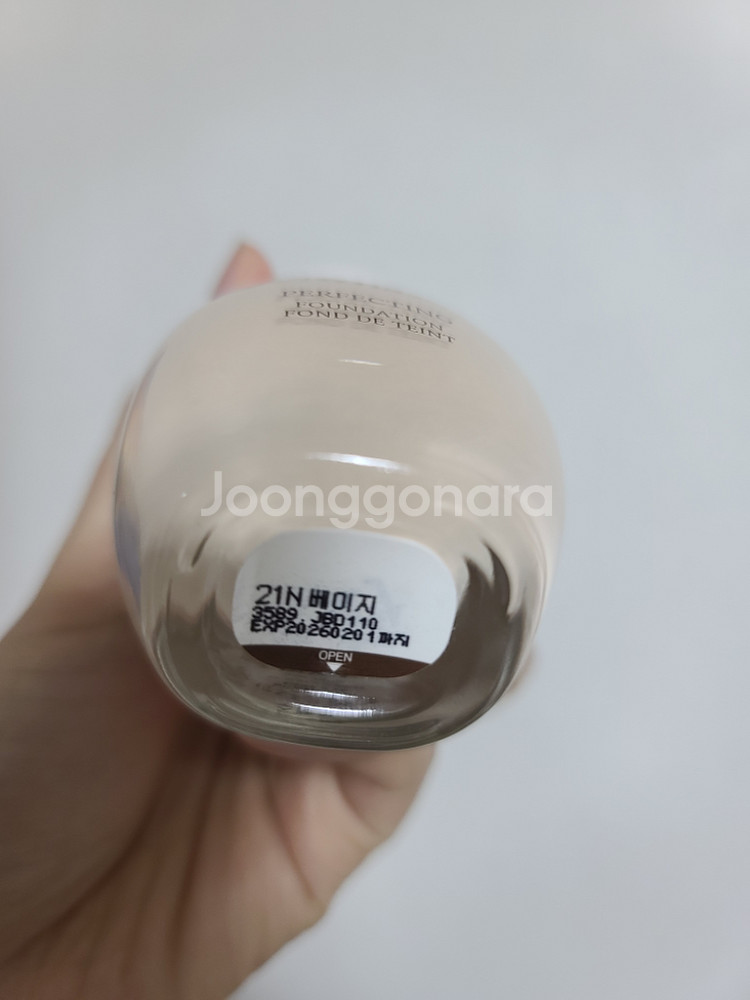 PERFECTING
FOUNDATION
FOND DE TEINT
Joonggonara
21N 베이지
3589. JBD110
EXP20260201까지
OPEN